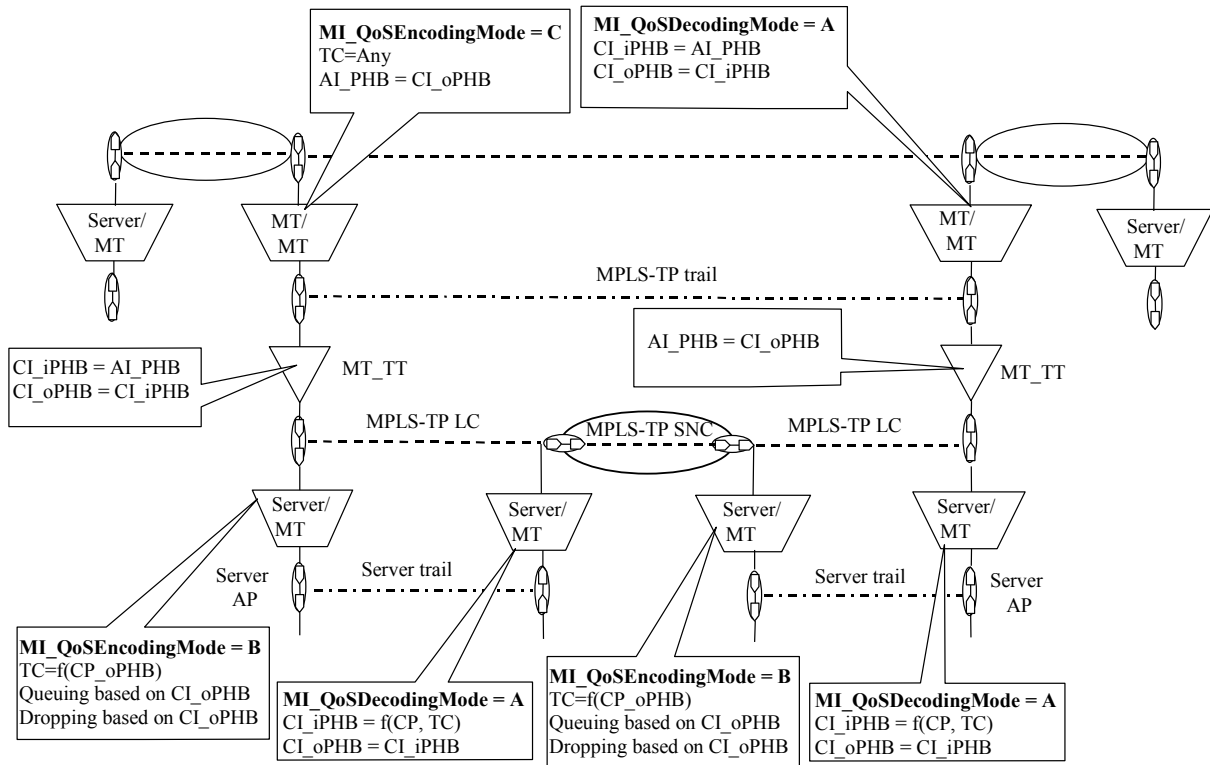 MI_QoSEncodingMode = C
TC=Any
AI_PHB = CI_oPHB
MI_QoSDecodingMode = A
CI_iPHB = AI_PHB
CI_oPHB = CI_iPHB
Server/
MT
MT/
MT
MT/
MT
Server/
MT
MPLS-TP trail
CI_iPHB = AI_PHB
CI_oPHB = CI_iPHB
MT_TT
AI_PHB = CI_oPHB
MT_TT
MPLS-TP LC
MPLS-TP SNC
MPLS-TP LC
Server/
MT
Server/
MT
Server/
MT
Server/
MT
Server
AP
Server trail
Server trail
Server
AP
MI_QoSEncodingMode = B
TC=f(CP_oPHB)
Queuing based on CI_oPHB
Dropping based on CI_oPHB
MI_QoSDecodingMode = A
CI_iPHB = f(CP, TC)
CI_oPHB = CI_iPHB
MI_QoSEncodingMode = B
TC=f(CP_oPHB)
Queuing based on CI_oPHB
Dropping based on CI_oPHB
MI_QoSDecodingMode = A
CI_iPHB = f(CP, TC)
CI_oPHB = CI_iPHB